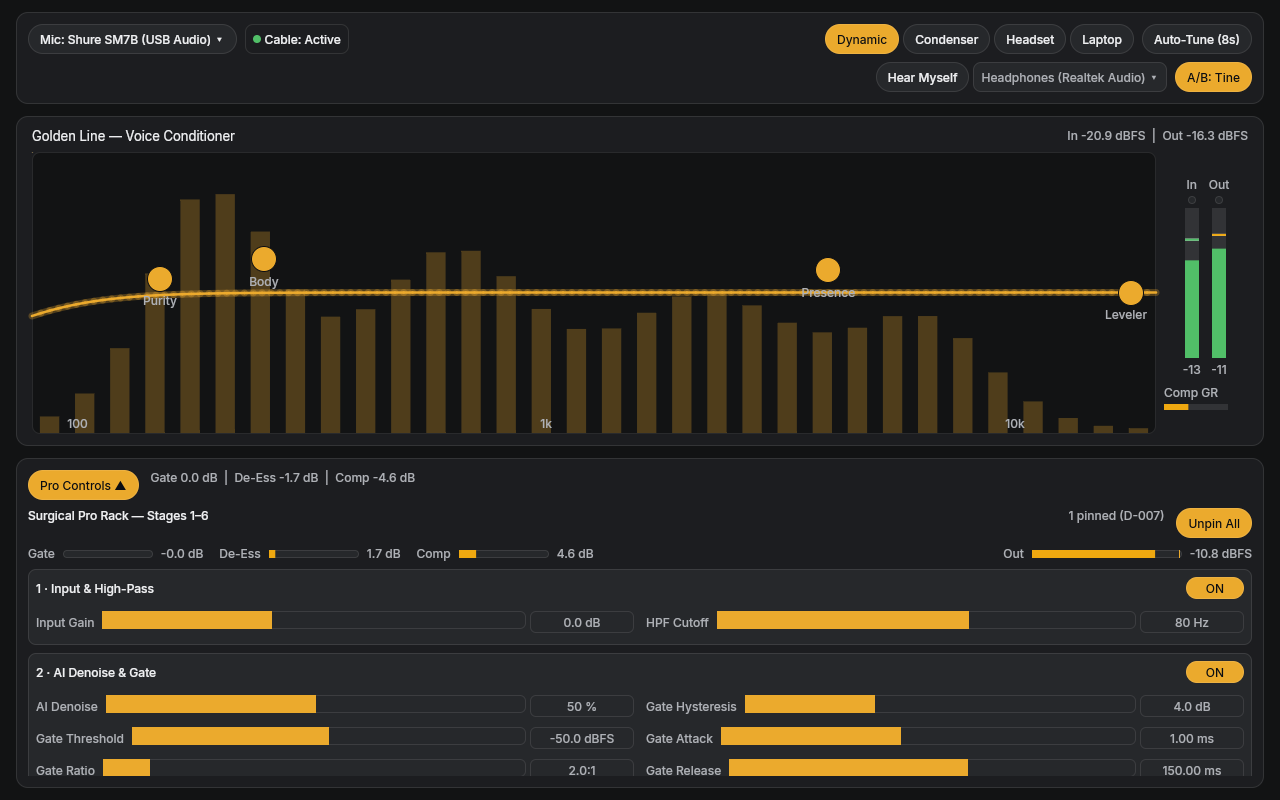 Mic: Shure SM7B (USB Audio) ▾
Cable: Active
Dynamic
Condenser
Headset
Laptop
Auto-Tune (8s)
Hear Myself
Headphones (Realtek Audio) ▾
A/B: Tine
Golden Line — Voice Conditioner
In -20.9 dBFS | Out -16.3 dBFS
In
Out
Purity
Body
Presence
Leveler
-13
-11
Comp GR
100
1k
10k
Pro Controls ▲
Gate 0.0 dB | De-Ess -1.7 dB | Comp -4.6 dB
Surgical Pro Rack — Stages 1–6
1 pinned (D-007)
Unpin All
Gate
-0.0 dB
De-Ess
1.7 dB
Comp
4.6 dB
Out
-10.8 dBFS
1 · Input & High-Pass
ON
Input Gain
0.0 dB
HPF Cutoff
80 Hz
2 · AI Denoise & Gate
ON
AI Denoise
50 %
Gate Hysteresis
4.0 dB
Gate Threshold
-50.0 dBFS
Gate Attack
1.00 ms
Gate Ratio
2.0:1
Gate Release
150.00 ms